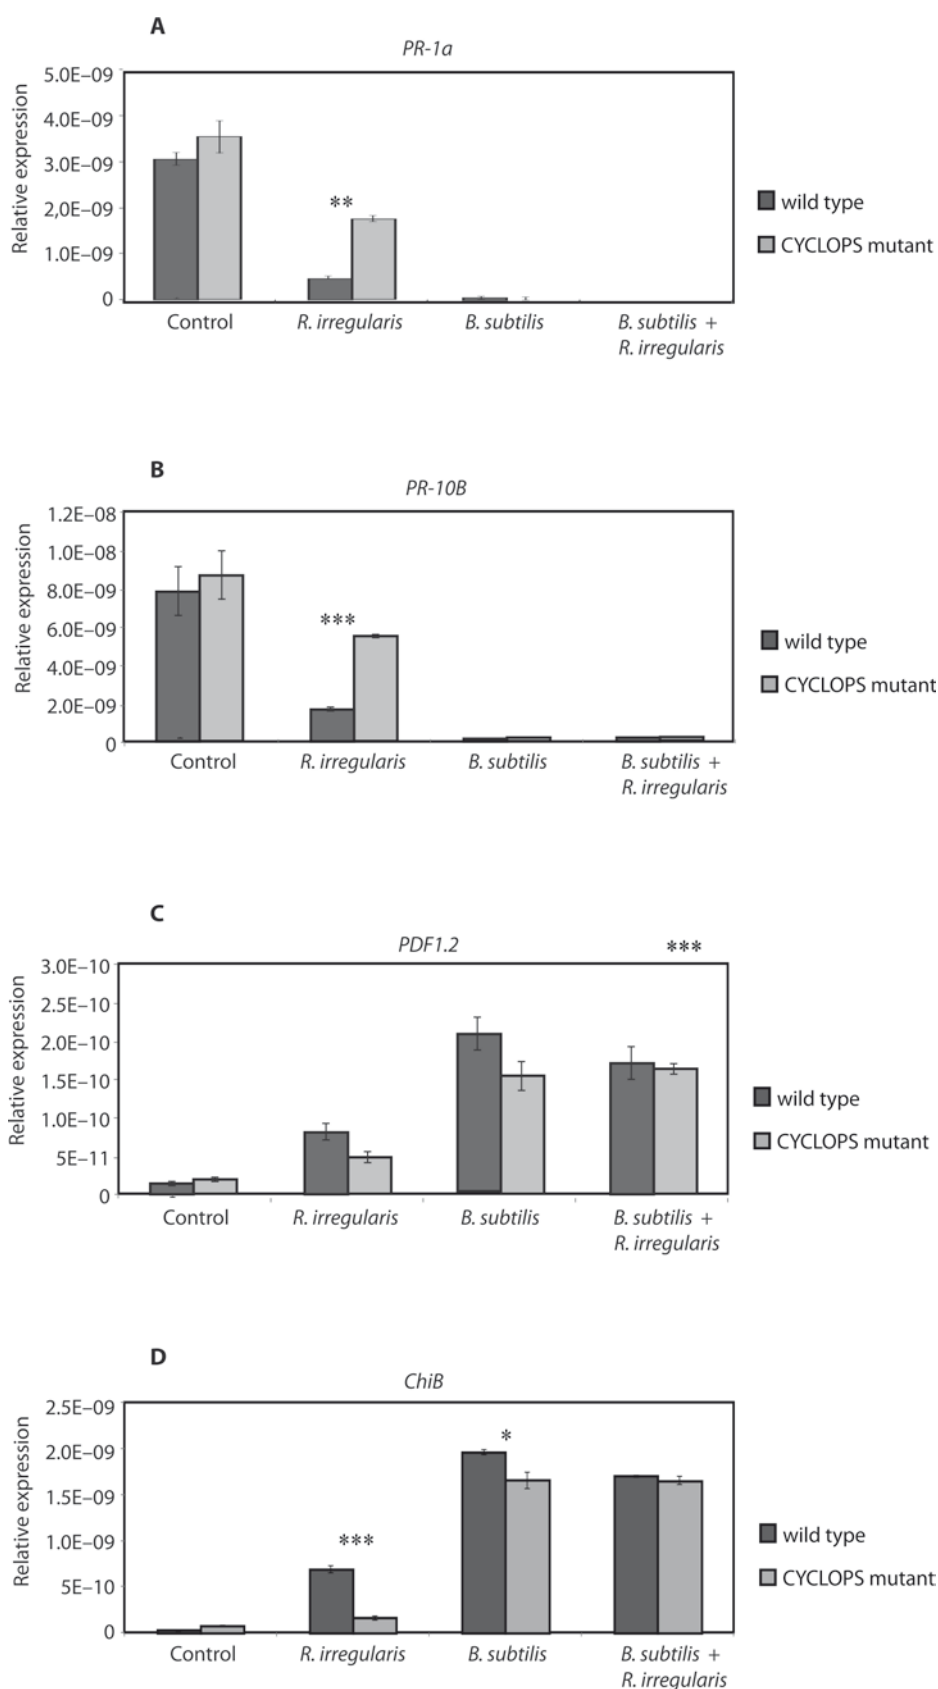 A
PR-1a
Relative expression
5.0E–09
4.0E–09
3.0E–09
2,0E–09
1.0E–09
0
**
Control
R. irregularis
B. subtilis
B. subtilis +
R. irregularis
wild type
CYCLOPS mutant
B
PR-10B
Relative expression
1.2E–08
1.0E–08
8.0E–09
6.0E–09
4.0E–09
2.0E–09
0
***
Control
R. irregularis
B. subtilis
B. subtilis +
R. irregularis
wild type
CYCLOPS mutant
C
PDF1.2
***
Relative expression
3.0E–10
2.5E–10
2.0E–10
1.5E–10
1.0E–10
5E–11
0
Control
R. irregularis
B. subtilis
B. subtilis +
R. irregularis
wild type
CYCLOPS mutant
D
ChiB
Relative expression
2.5E–09
2.0E–09
1.5E–09
1.0E–09
5E–10
0
***
*
Control
R. irregularis
B. subtilis
B. subtilis +
R. irregularis
wild type
CYCLOPS mutant